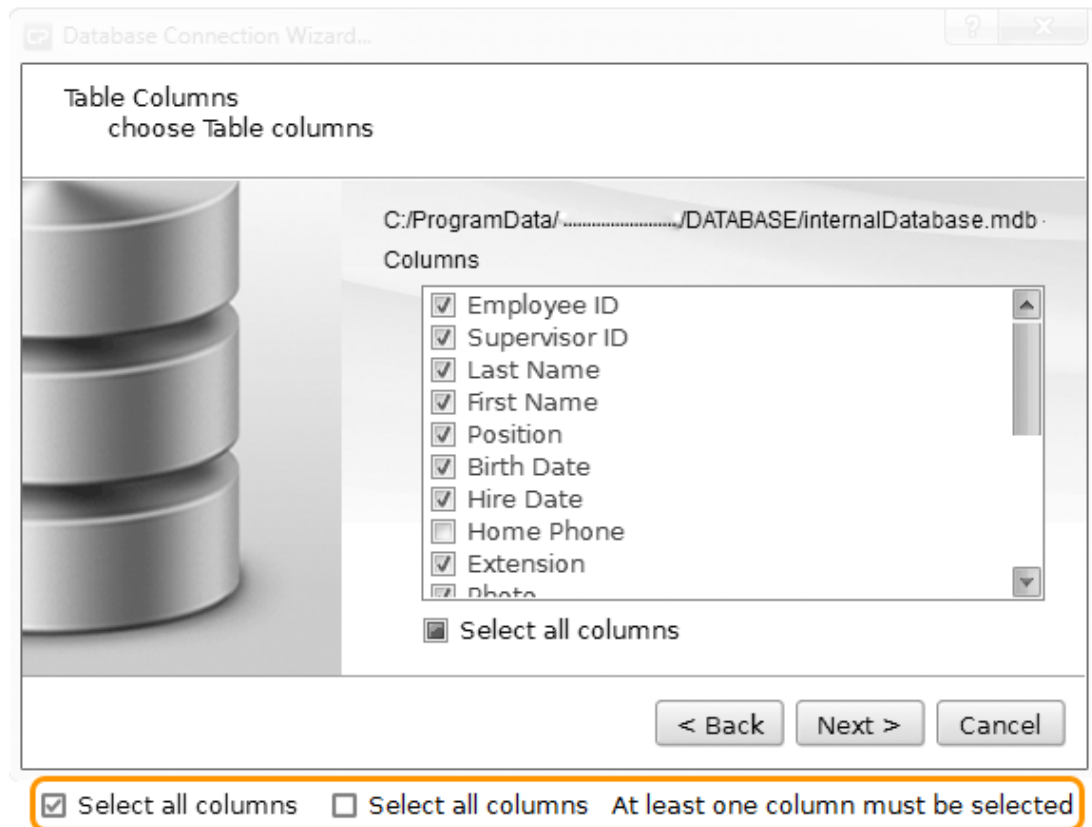 Database Connection Wizard...
Table Columns
choose Table columns
C:/ProgramData/........................./DATABASE/internalDatabase.mdb -
Columns
Employee ID
Supervisor ID
Last Name
First Name
Position
Birth Date
Hire Date
Home Phone
Extension
Photo
Select all columns
< Back Next > Cancel
Select all columns Select all columns At least one column must be selected